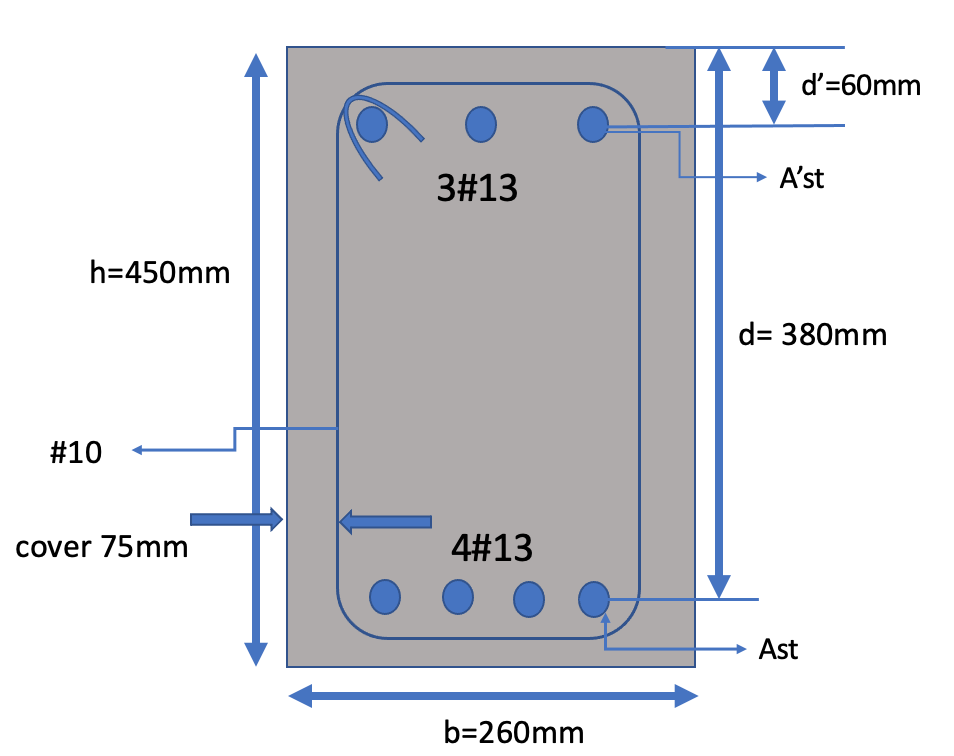 d’=60mm
A’st
3#13
h=450mm
d= 380mm
#10
cover 75mm
4#13
Ast
b=260mm